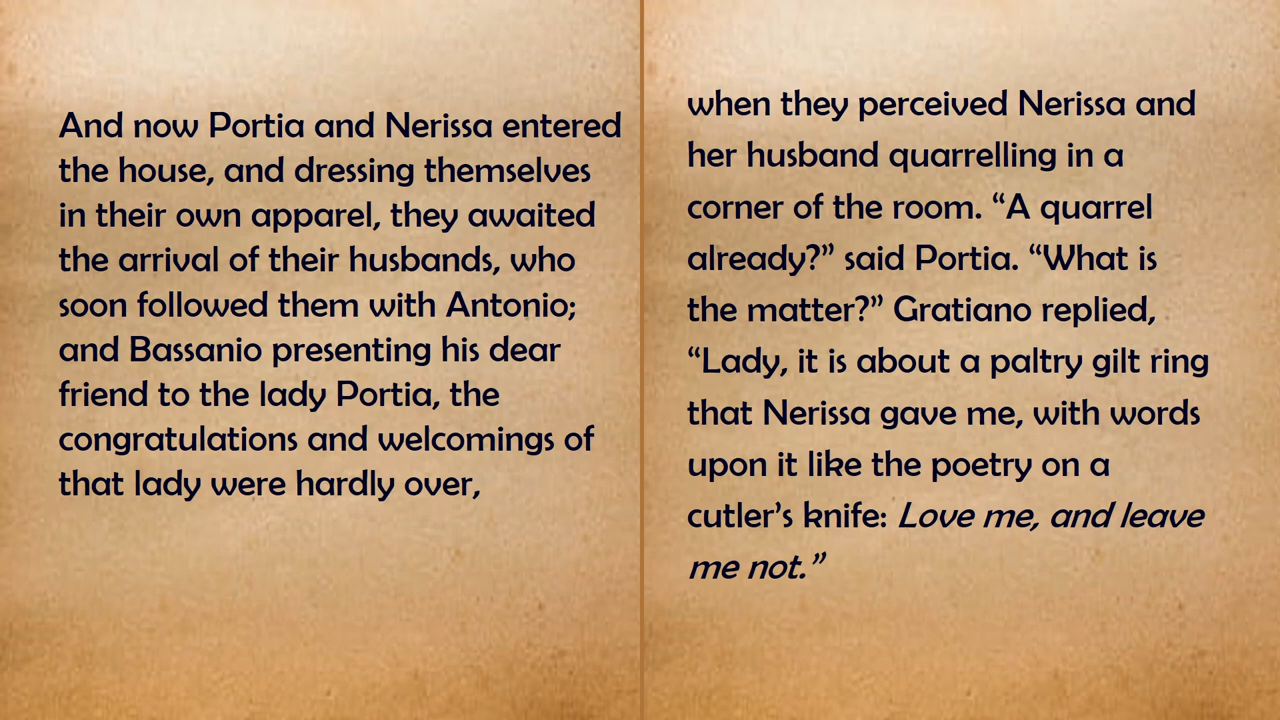 And now Portia and Nerissa entered
the house, and dressing themselves
in their own apparel, they awaited
the arrival of their husbands, who
soon followed them with Antonio;
and Bassanio presenting his dear
friend to the lady Portia, the
congratulations and welcomings of
that lady were hardly over,
when they perceived Nerissa and
her husband quarrelling in a
corner of the room. “A quarrel
already?” said Portia. “What is
the matter?” Gratiano replied,
“Lady, it is about a paltry gilt ring
that Nerissa gave me, with words
upon it like the poetry on a
cutler’s knife: Love me, and leave
me not.”